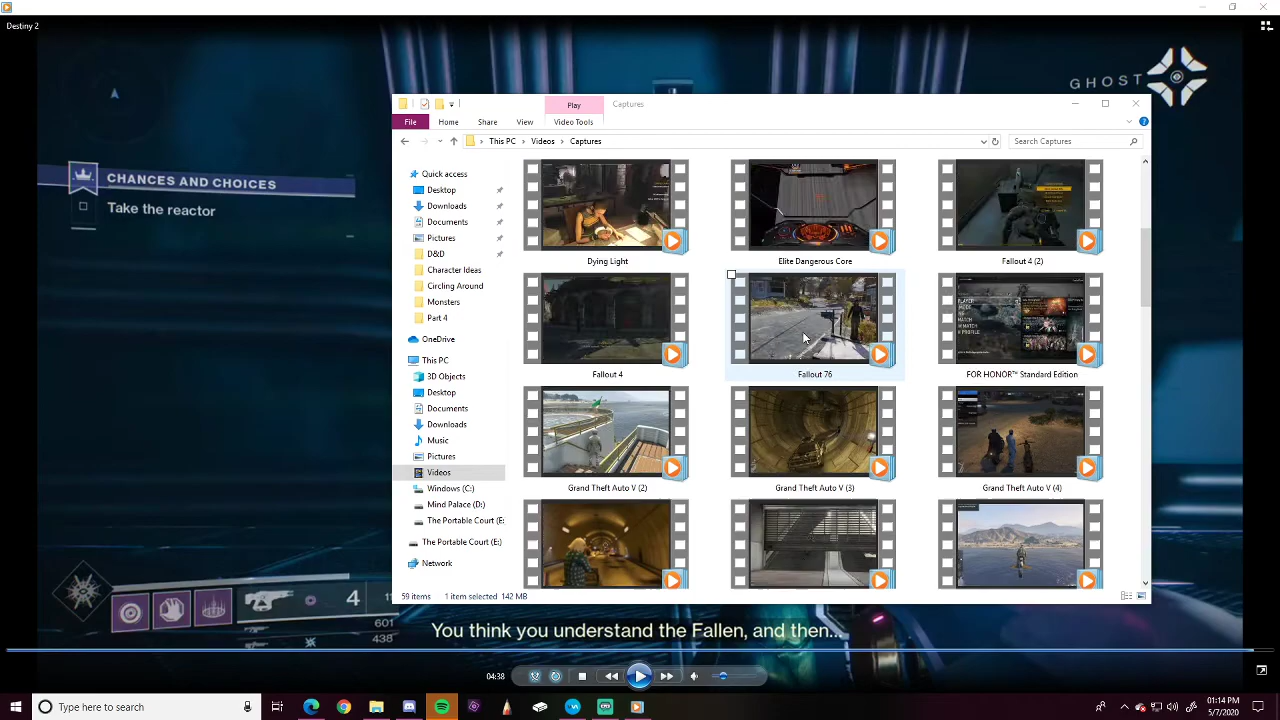 Destiny 2
GHOST
CHANCES AND CHOICES
Take the reactor
Play
Captures
File
Home
Share
View
Video Tools
This PC
Videos
Captures
Search Captures
Quick access
Desktop
Downloads
Documents
Pictures
D&D
Character Ideas
Circling Around
Monsters
Part 4
OneDrive
This PC
3D Objects
Desktop
Documents
Downloads
Music
Pictures
Videos
Windows (C:)
Mind Palace (D:)
The Portable Court (E:
The Portable Court (E:)
Network
Dying Light
Elite Dangerous Core
Fallout 4 (2)
Fallout 4
Fallout 76
FOR HONOR™ Standard Edition
Grand Theft Auto V (2)
Grand Theft Auto V (3)
Grand Theft Auto V (4)
59 items
1 item selected 142 MB
4
601
438
You think you understand the Fallen, and then...
04:38
Type here to search
01:14 PM
5/7/2020